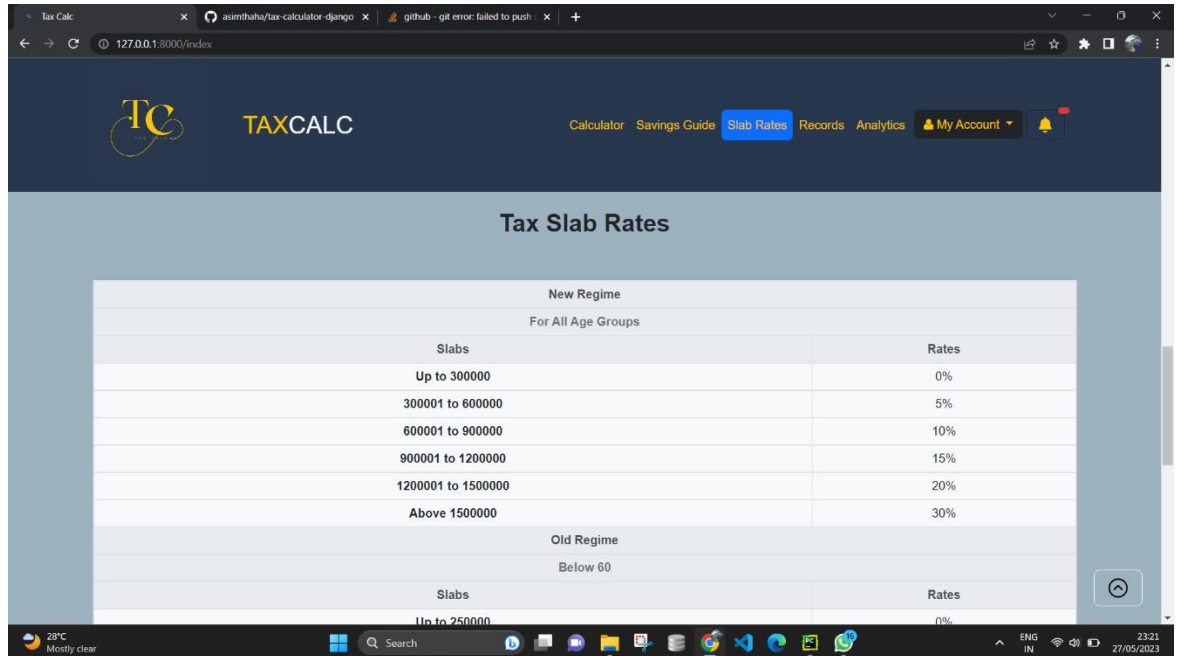 Tax Calc
asimthaha/tax-calculator-django
github - git error: failed to push
127.0.0.1:8000/index
TC
TAXCALC
Calculator Savings Guide Slab Rates Records Analytics My Account
Tax Slab Rates
New Regime
For All Age Groups
Slabs Rates
Up to 300000 0%
300001 to 600000 5%
600001 to 900000 10%
900001 to 1200000 15%
1200001 to 1500000 20%
Above 1500000 30%
Old Regime
Below 60
Slabs Rates
Up to 250000 0%
28°C
Mostly clear
Search
16
ENG
IN
23:21
27/05/2023